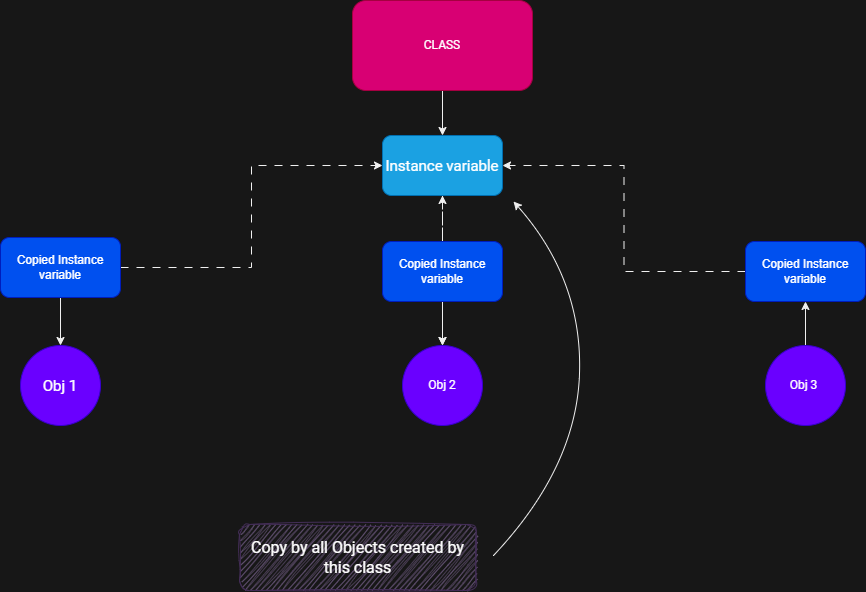 CLASS
Instance variable
Copied Instance
variable
Copied Instance
variable
Copied Instance
variable
Obj 1
Obj 2
Obj 3
Copy by all Objects created by
this class